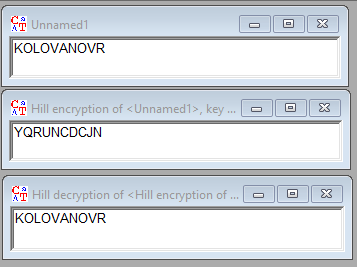 Unnamed1
KOLOVANOVR
Hill encryption of <Unnamed1>, key ...
YQRUNCDCJN
Hill decryption of <Hill encryption of ...
KOLOVANOVR